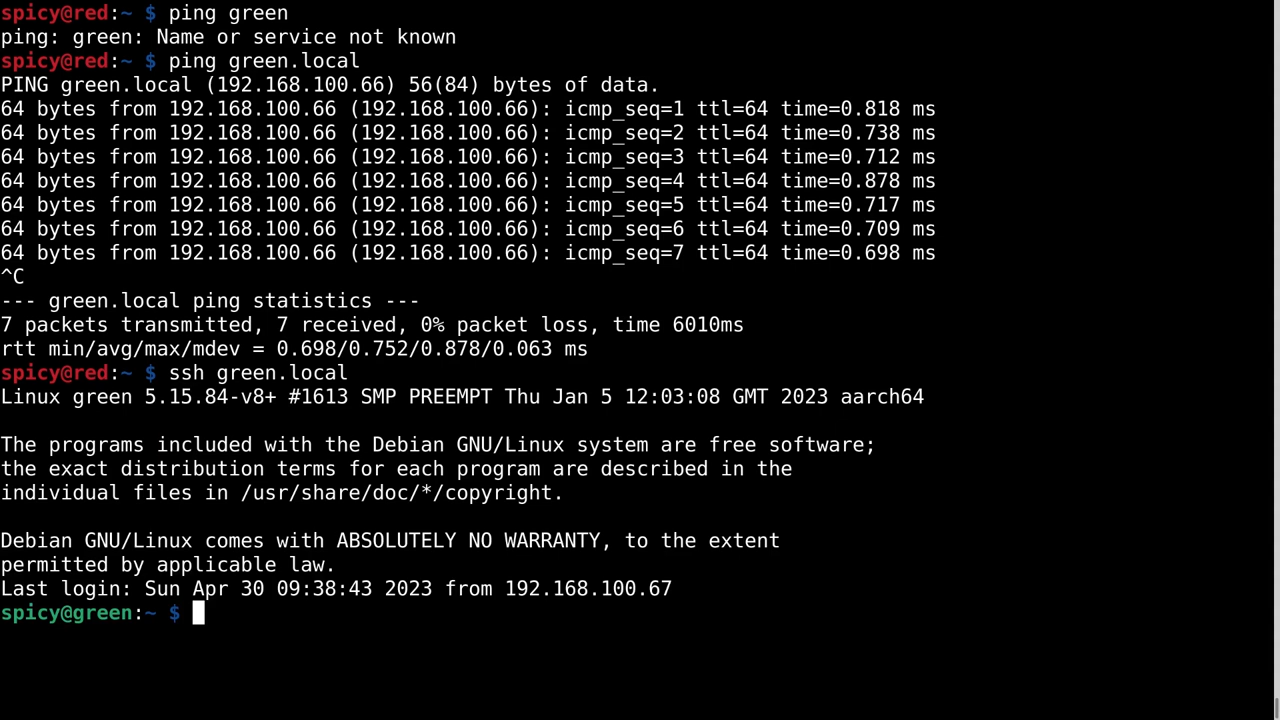 spicy@red:~ $ ping green
ping: green: Name or service not known
spicy@red:~ $ ping green.local
PING green.local (192.168.100.66) 56(84) bytes of data.
64 bytes from 192.168.100.66 (192.168.100.66): icmp_seq=1 ttl=64 time=0.818 ms
64 bytes from 192.168.100.66 (192.168.100.66): icmp_seq=2 ttl=64 time=0.738 ms
64 bytes from 192.168.100.66 (192.168.100.66): icmp_seq=3 ttl=64 time=0.712 ms
64 bytes from 192.168.100.66 (192.168.100.66): icmp_seq=4 ttl=64 time=0.878 ms
64 bytes from 192.168.100.66 (192.168.100.66): icmp_seq=5 ttl=64 time=0.717 ms
64 bytes from 192.168.100.66 (192.168.100.66): icmp_seq=6 ttl=64 time=0.709 ms
64 bytes from 192.168.100.66 (192.168.100.66): icmp_seq=7 ttl=64 time=0.698 ms
^C
--- green.local ping statistics ---
7 packets transmitted, 7 received, 0% packet loss, time 6010ms
rtt min/avg/max/mdev = 0.698/0.752/0.878/0.063 ms
spicy@red:~ $ ssh green.local
Linux green 5.15.84-v8+ #1613 SMP PREEMPT Thu Jan 5 12:03:08 GMT 2023 aarch64

The programs included with the Debian GNU/Linux system are free software;
the exact distribution terms for each program are described in the
individual files in /usr/share/doc/*/copyright.

Debian GNU/Linux comes with ABSOLUTELY NO WARRANTY, to the extent
permitted by applicable law.
Last login: Sun Apr 30 09:38:43 2023 from 192.168.100.67
spicy@green:~ $